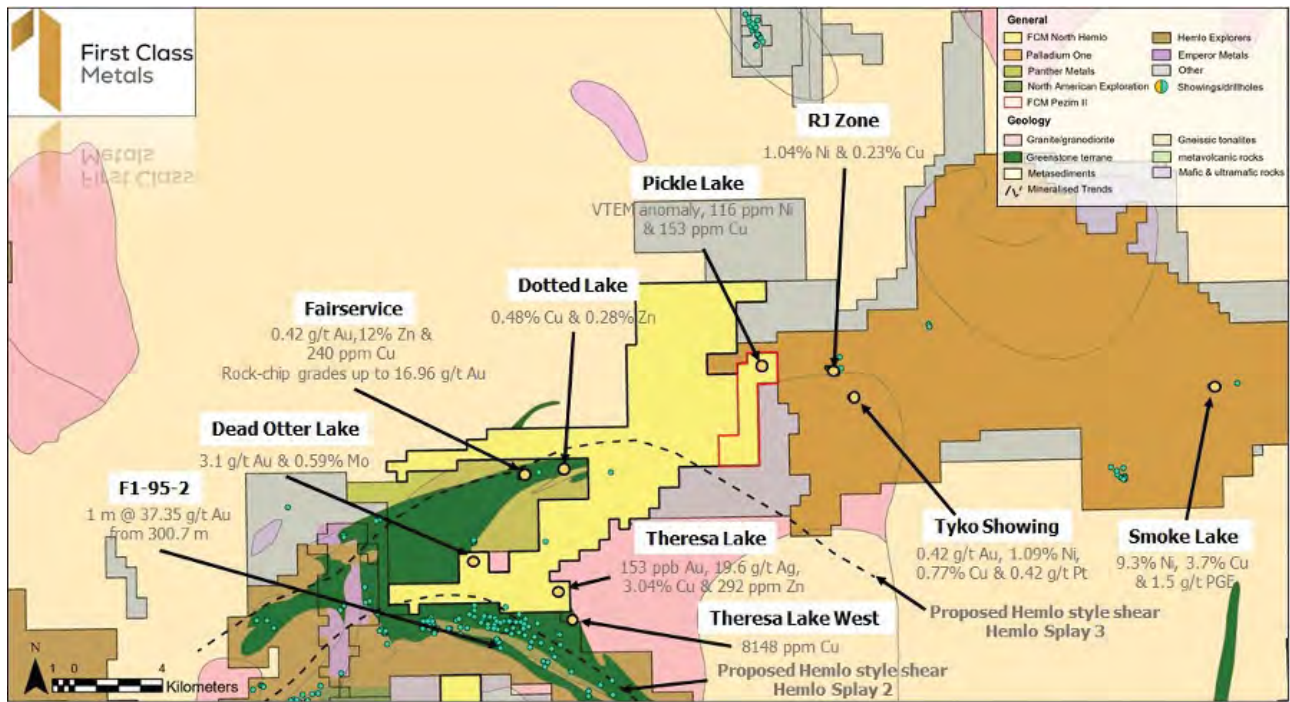 First Class
Metals
General
FCM North Hemlo
Palladium One
Panther Metals
North American Exploration
FCM Pezim II
Hemlo Explorers
Emperor Metals
Other
Showings/drillholes
Geology
Granite/granodiorite
Greenstone terrane
Metasediments
Mineralised Trends
Gneissic tonalites
metavolcanic rocks
Mafic & ultramafic rocks
RJ Zone
1.04% Ni & 0.23% Cu
Pickle Lake
VTEM anomaly, 116 ppm Ni
& 153 ppm Cu
Dotted Lake
0.48% Cu & 0.28% Zn
Fairservice
0.42 g/t Au,12% Zn &
240 ppm Cu
Rock-chip grades up to 16.96 g/t Au
Dead Otter Lake
3.1 g/t Au & 0.59% Mo
F1-95-2
1 m @ 37.35 g/t Au
from 300.7 m
Theresa Lake
153 ppb Au, 19.6 g/t Ag,
3.04% Cu & 292 ppm Zn
Tyko Showing
0.42 g/t Au, 1.09% Ni,
0.77% Cu & 0.42 g/t Pt
Smoke Lake
9.3% Ni, 3.7% Cu
& 1.5 g/t PGE
Theresa Lake West
8148 ppm Cu
Proposed Hemlo style shear
Hemlo Splay 3
Proposed Hemlo style shear
Hemlo Splay 2
N
1 0 4
Kilometers